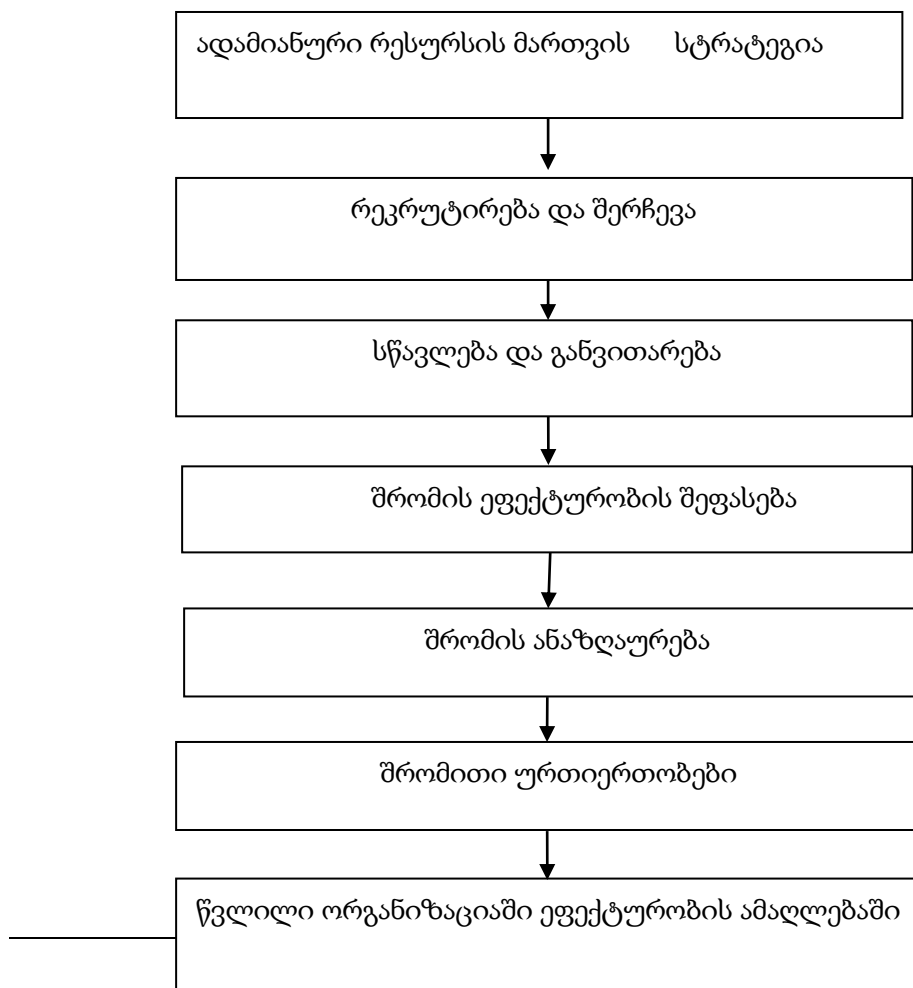 ადამიანური რესურსის მართვის სტრატეგია
რეკრუტირება და შერჩევა
სწავლება და განვითარება
შრომის ეფექტურობის შეფასება
შრომის ანაზღაურება
შრომითი ურთიერთობები
წვლილი ორგანიზაციაში ეფექტურობის ამაღლებაში